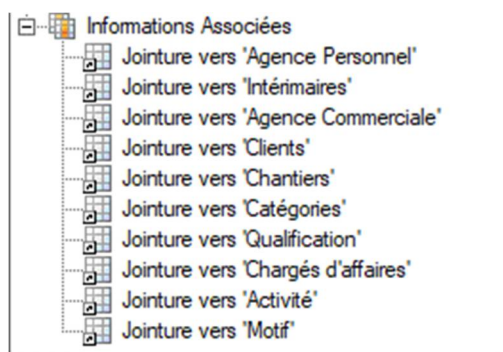 Informations Associées
Jointure vers 'Agence Personnel'
Jointure vers 'Intérimaires'
Jointure vers 'Agence Commerciale'
Jointure vers 'Clients'
Jointure vers 'Chantiers'
Jointure vers 'Catégories'
Jointure vers 'Qualification'
Jointure vers 'Chargés d'affaires'
Jointure vers 'Activité'
Jointure vers 'Motif'